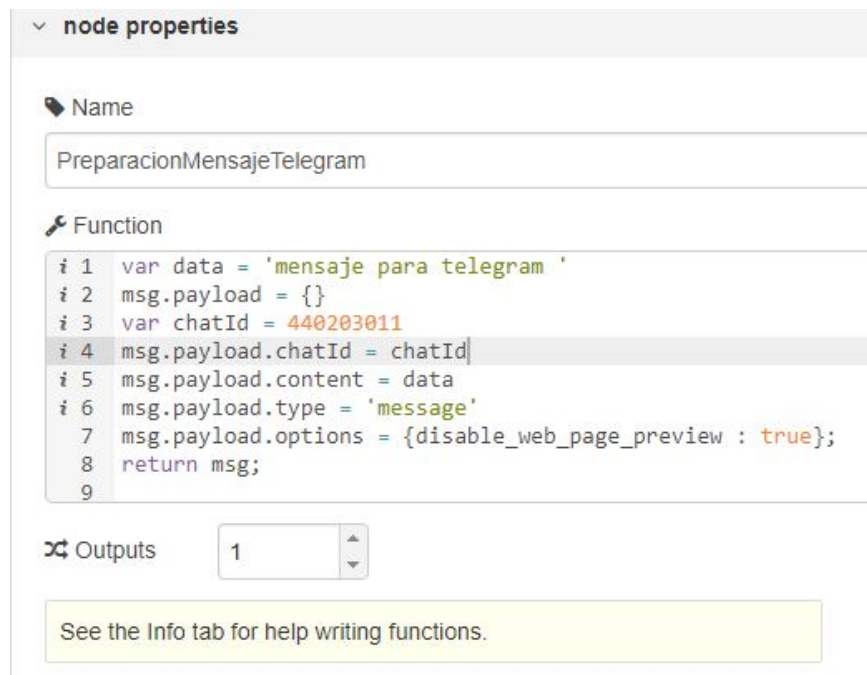 node properties
Name
PreparacionMensajeTelegram
Function
i 1 var data = 'mensaje para telegram '
i 2 msg.payload = {}
i 3 var chatId = 440203011
i 4 msg.payload.chatId = chatId
i 5 msg.payload.content = data
i 6 msg.payload.type = 'message'
7 msg.payload.options = {disable_web_page_preview : true};
8 return msg;
9
Outputs 1
See the Info tab for help writing functions.